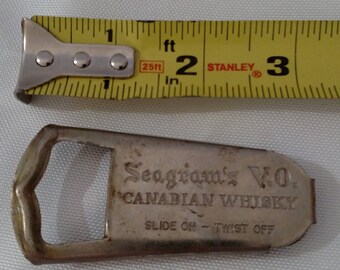 1 ft 2 STANLEY® 3
25ft in
Seagram's V.O.
CANADIAN WHISKY
SLIDE ON - TWIST OFF